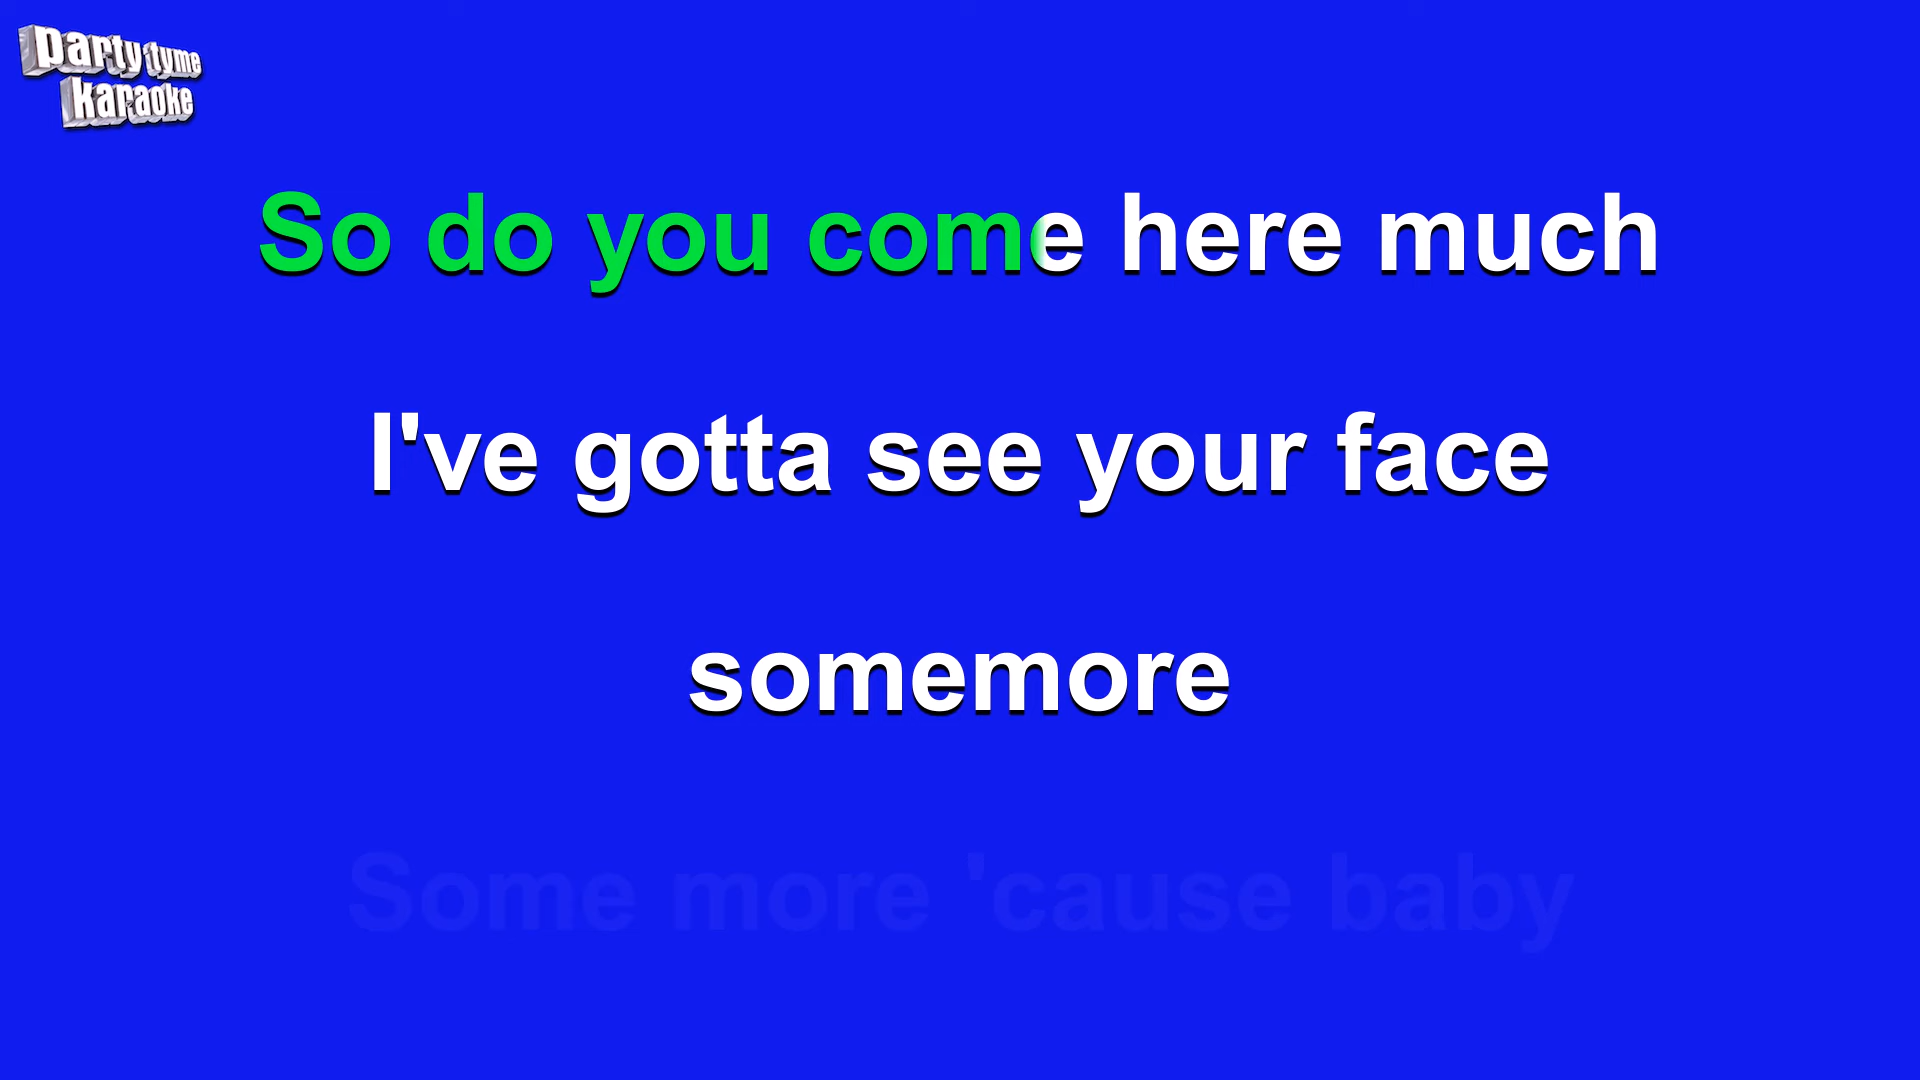 party tyme
karaoke
So do you come here much
I've gotta see your face
somemore
Some more 'cause baby